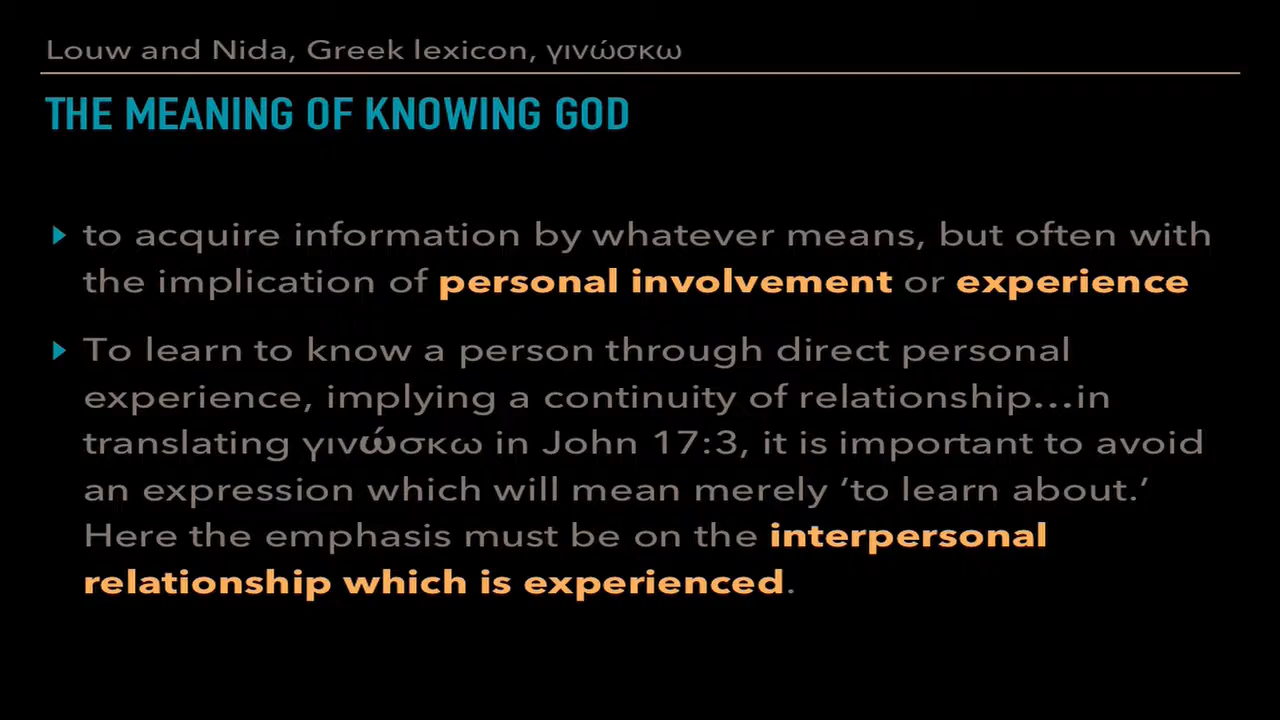 Louw and Nida, Greek lexicon, γινώσκω
THE MEANING OF KNOWING GOD
to acquire information by whatever means, but often with
the implication of personal involvement or experience
To learn to know a person through direct personal
experience, implying a continuity of relationship...in
translating γινώσκω in John 17:3, it is important to avoid
an expression which will mean merely ‘to learn about.’
Here the emphasis must be on the interpersonal
relationship which is experienced.